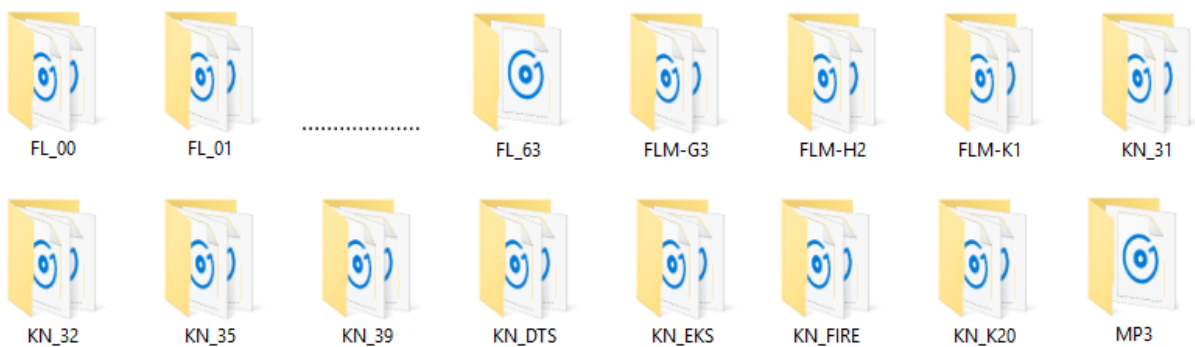 FL_00 FL_01 ................... FL_63 FLM-G3 FLM-H2 FLM-K1 KN_31
KN_32 KN_35 KN_39 KN_DTS KN_EKS KN_FIRE KN_K20 MP3